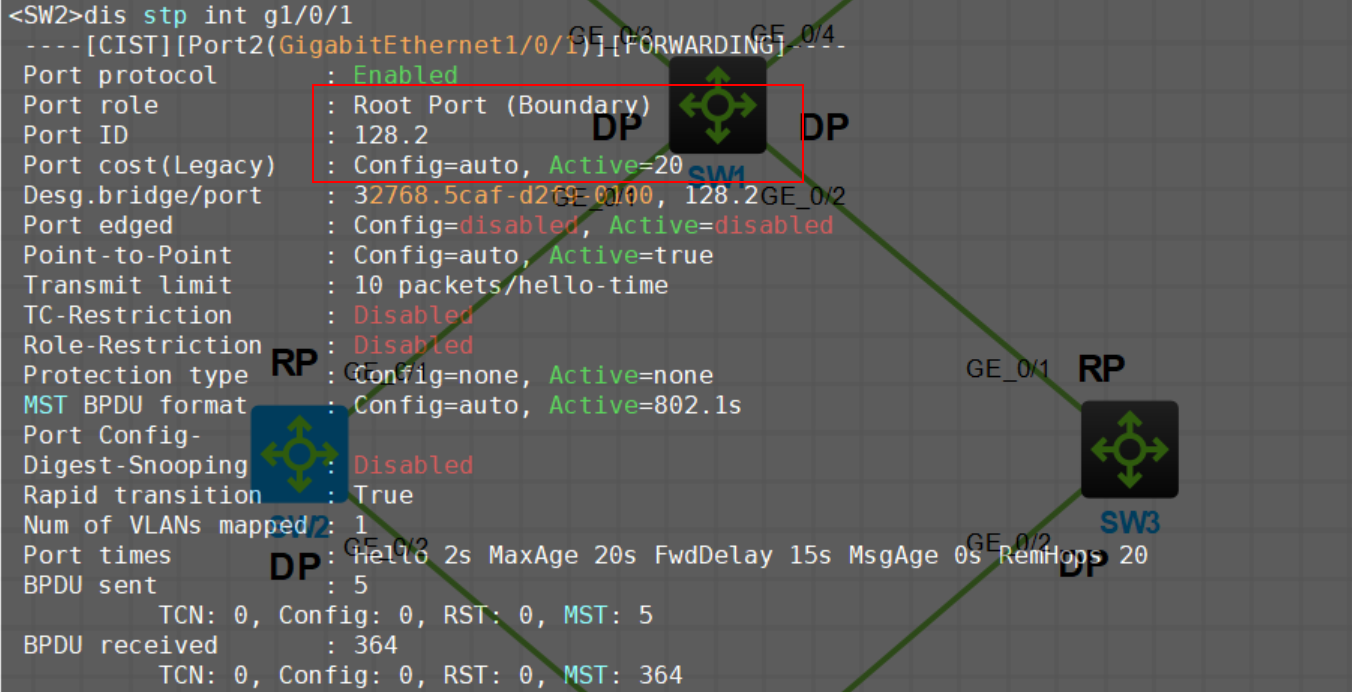 <SW2>dis stp int g1/0/1
----[CIST][Port2(GigabitEthernet1/0/1)][FORWARDING]----
GE_0/3
GE_0/4
Port protocol : Enabled
Port role : Root Port (Boundary)
DP
DP
Port ID : 128.2
Port cost(Legacy) : Config=auto, Active=20
SW1
Desg.bridge/port : 32768.5caf-d2f9-0100, 128.2
GE_0/1
GE_0/2
Port edged : Config=disabled, Active=disabled
Point-to-Point : Config=auto, Active=true
Transmit limit : 10 packets/hello-time
TC-Restriction : Disabled
Role-Restriction : Disabled
RP
GE_0/1
GE_0/1
RP
Protection type : Config=none, Active=none
MST BPDU format : Config=auto, Active=802.1s
Port Config-
Digest-Snooping : Disabled
Rapid transition : True
Num of VLANs mapped : 1
SW2
SW3
GE_0/2
GE_0/2
Port times : Hello 2s MaxAge 20s FwdDelay 15s MsgAge 0s RemHops 20
DP
DP
BPDU sent : 5
TCN: 0, Config: 0, RST: 0, MST: 5
BPDU received : 364
TCN: 0, Config: 0, RST: 0, MST: 364